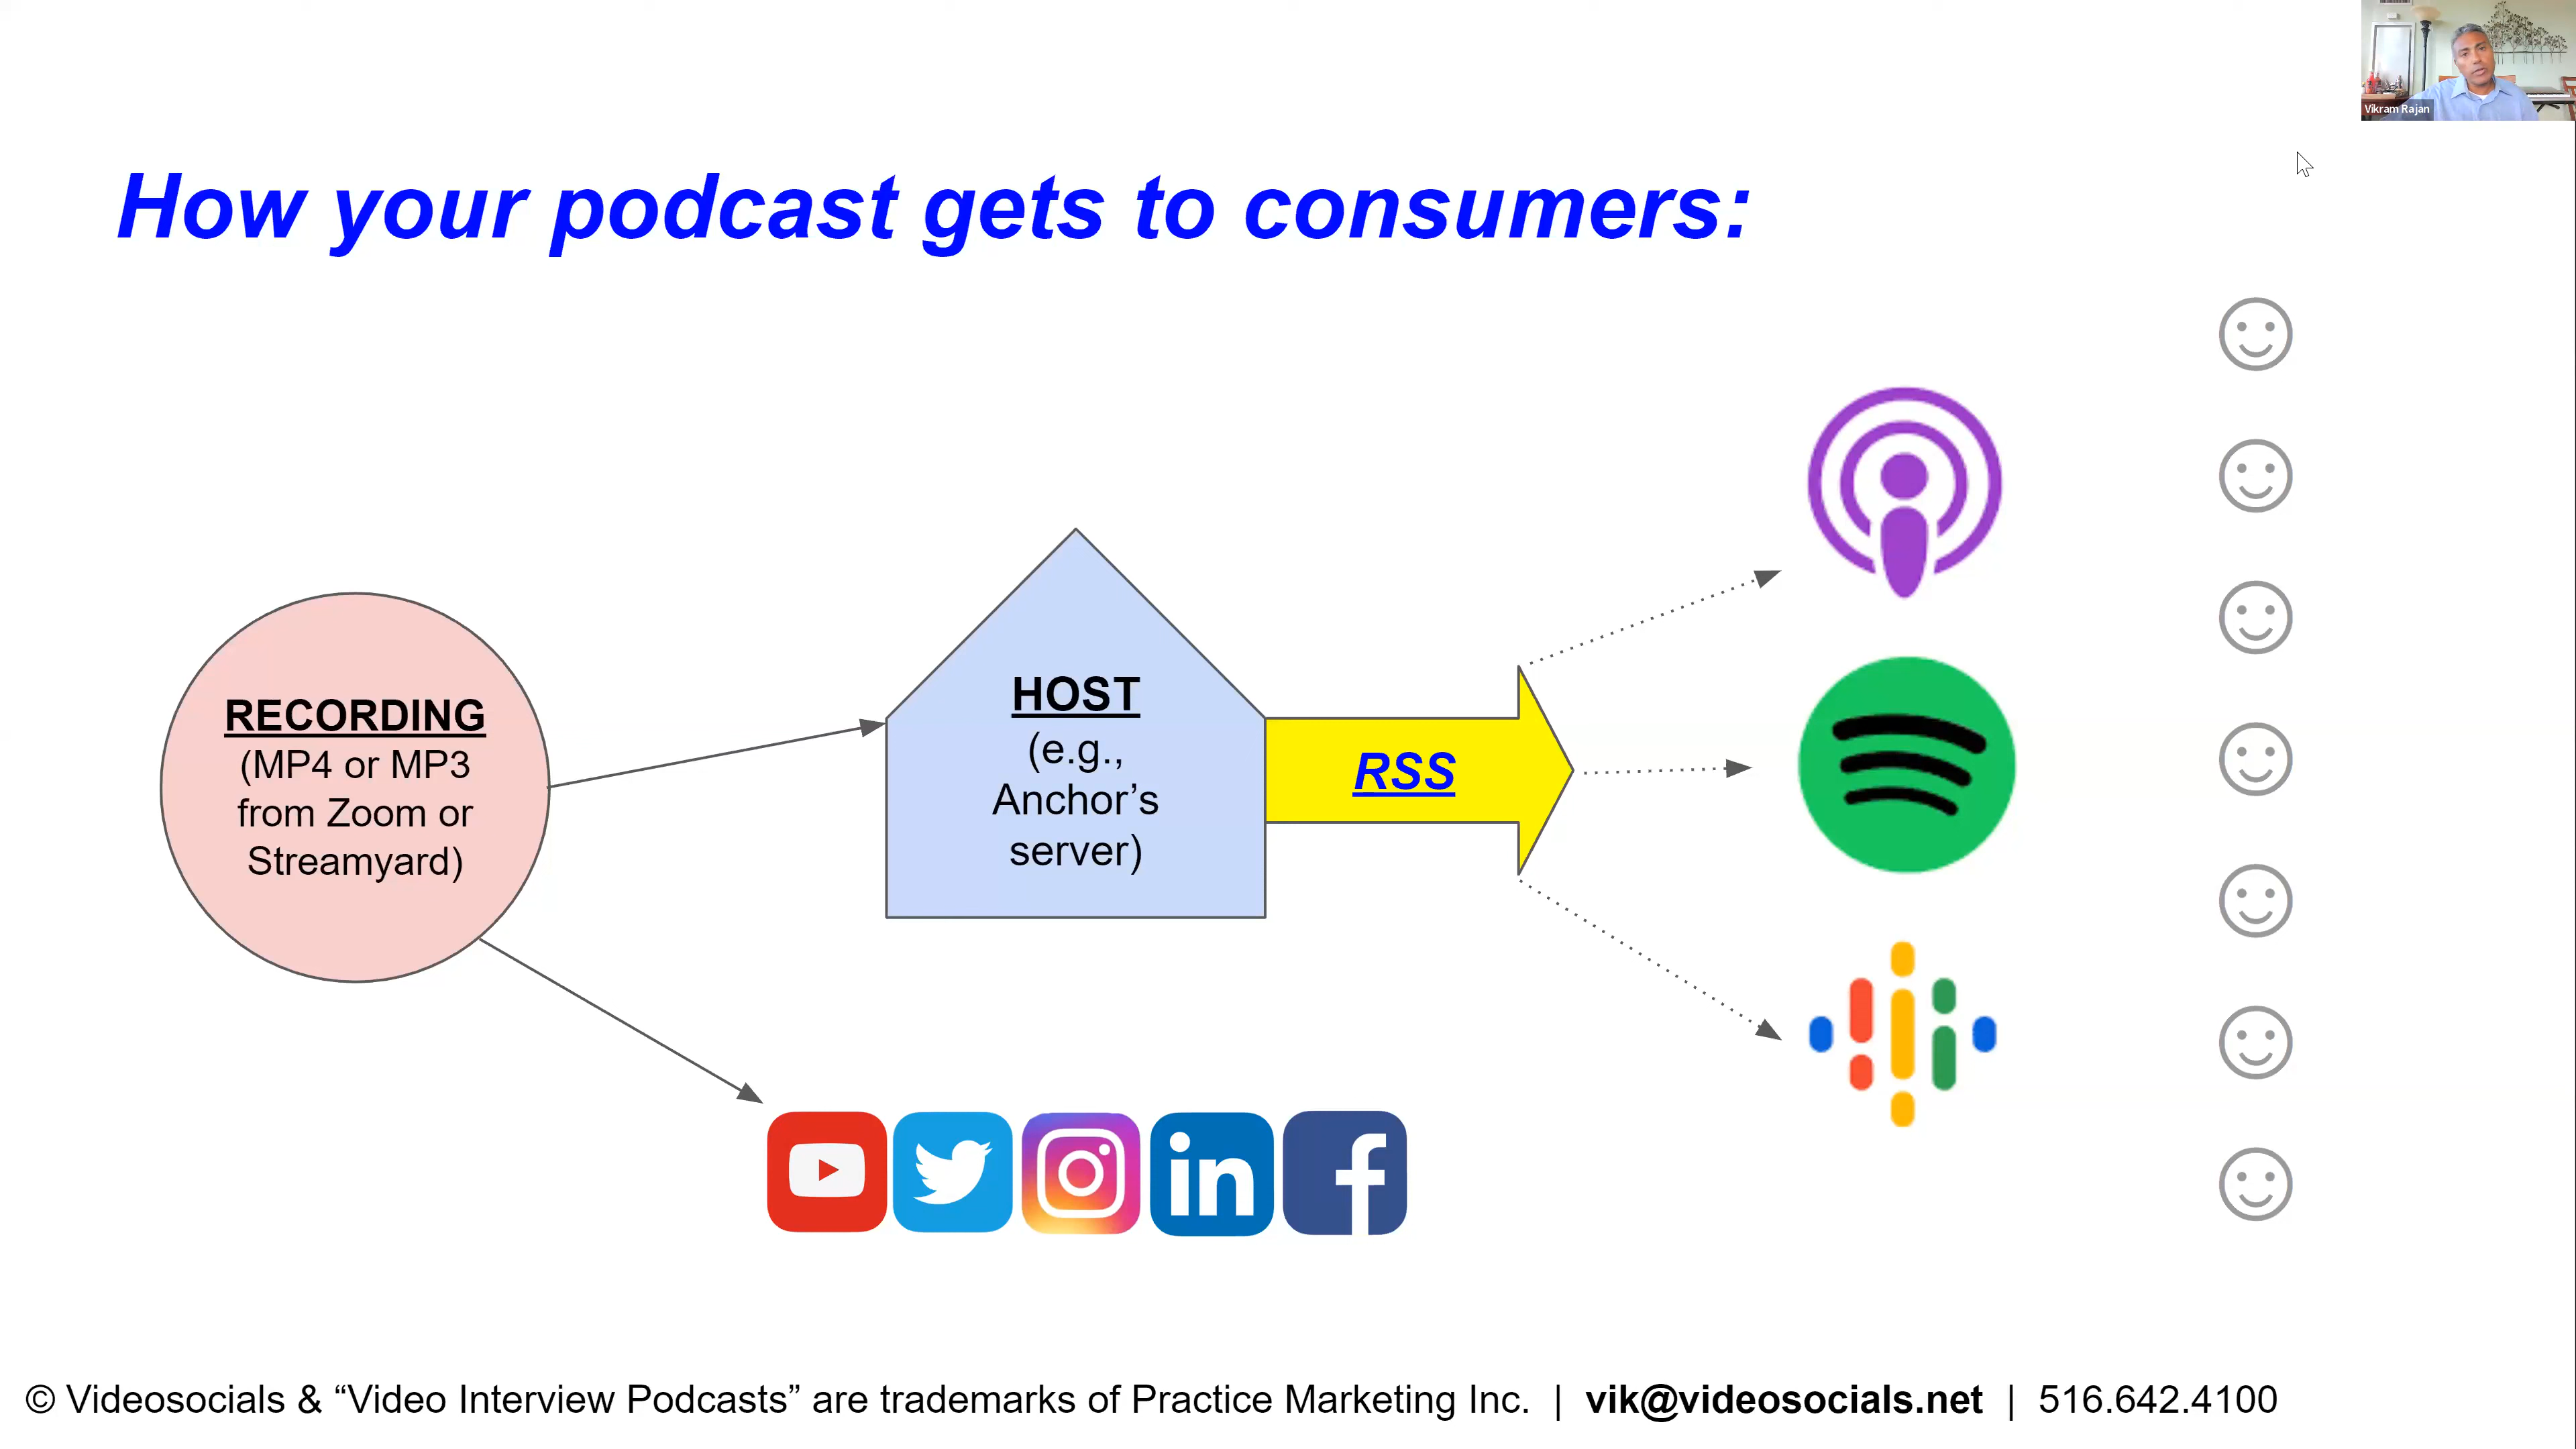 Vikram Rajan
How your podcast gets to consumers:
RECORDING
(MP4 or MP3
from Zoom or
Streamyard)
HOST
(e.g.,
Anchor’s
server)
RSS
in
f
© Videosocials & “Video Interview Podcasts” are trademarks of Practice Marketing Inc. | vik@videosocials.net | 516.642.4100